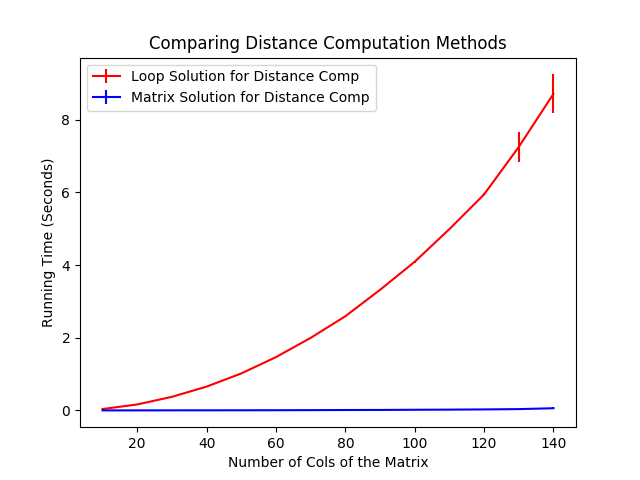 Comparing Distance Computation Methods
Loop Solution for Distance Comp
Matrix Solution for Distance Comp
Running Time (Seconds)
8
6
4
2
0
20 40 60 80 100 120 140
Number of Cols of the Matrix